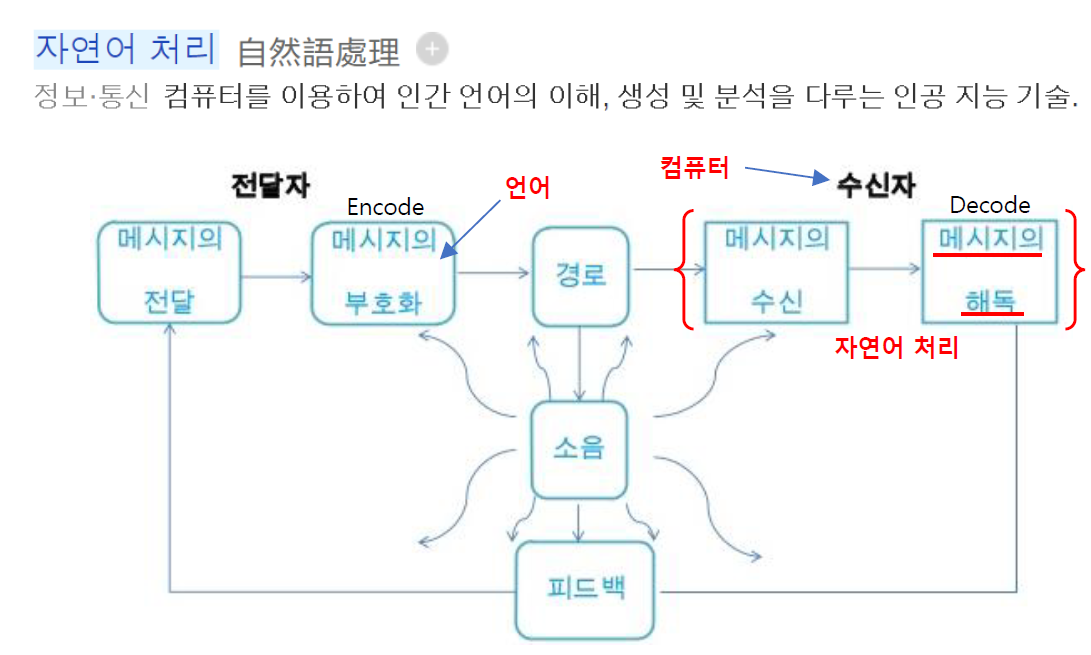 자연어 처리 自然語處理 +
정보·통신 컴퓨터를 이용하여 인간 언어의 이해, 생성 및 분석을 다루는 인공 지능 기술.
컴퓨터
전달자
언어
수신자
Encode
Decode
메시지의
전달
메시지의
부호화
경로
메시지의
수신
메시지의
해독
자연어 처리
소음
피드백